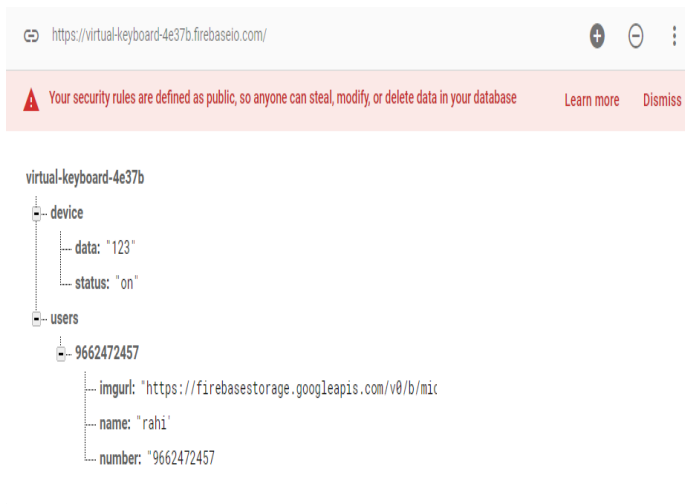 https://virtual-keyboard-4e37b.firebaseio.com/
Your security rules are defined as public, so anyone can steal, modify, or delete data in your database Learn more Dismiss
virtual-keyboard-4e37b
device
data: "123"
status: "on"
users
9662472457
imgurl: "https://firebasestorage.googleapis.com/v0/b/mic
name: "rahi'
number: "9662472457